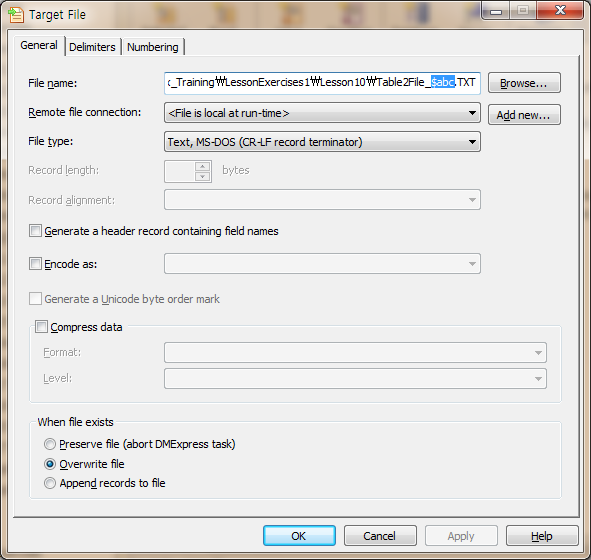 Target File
General Delimiters Numbering
File name: _Training₩LessonExercises1₩Lesson10₩Table2File_$abc.TXT Browse...
Remote file connection: <File is local at run-time> Add new...
File type: Text, MS-DOS (CR-LF record terminator)
Record length: bytes
Record alignment:
Generate a header record containing field names
Encode as:
Generate a Unicode byte order mark
Compress data
Format:
Level:
When file exists
Preserve file (abort DMExpress task)
Overwrite file
Append records to file
OK Cancel Apply Help